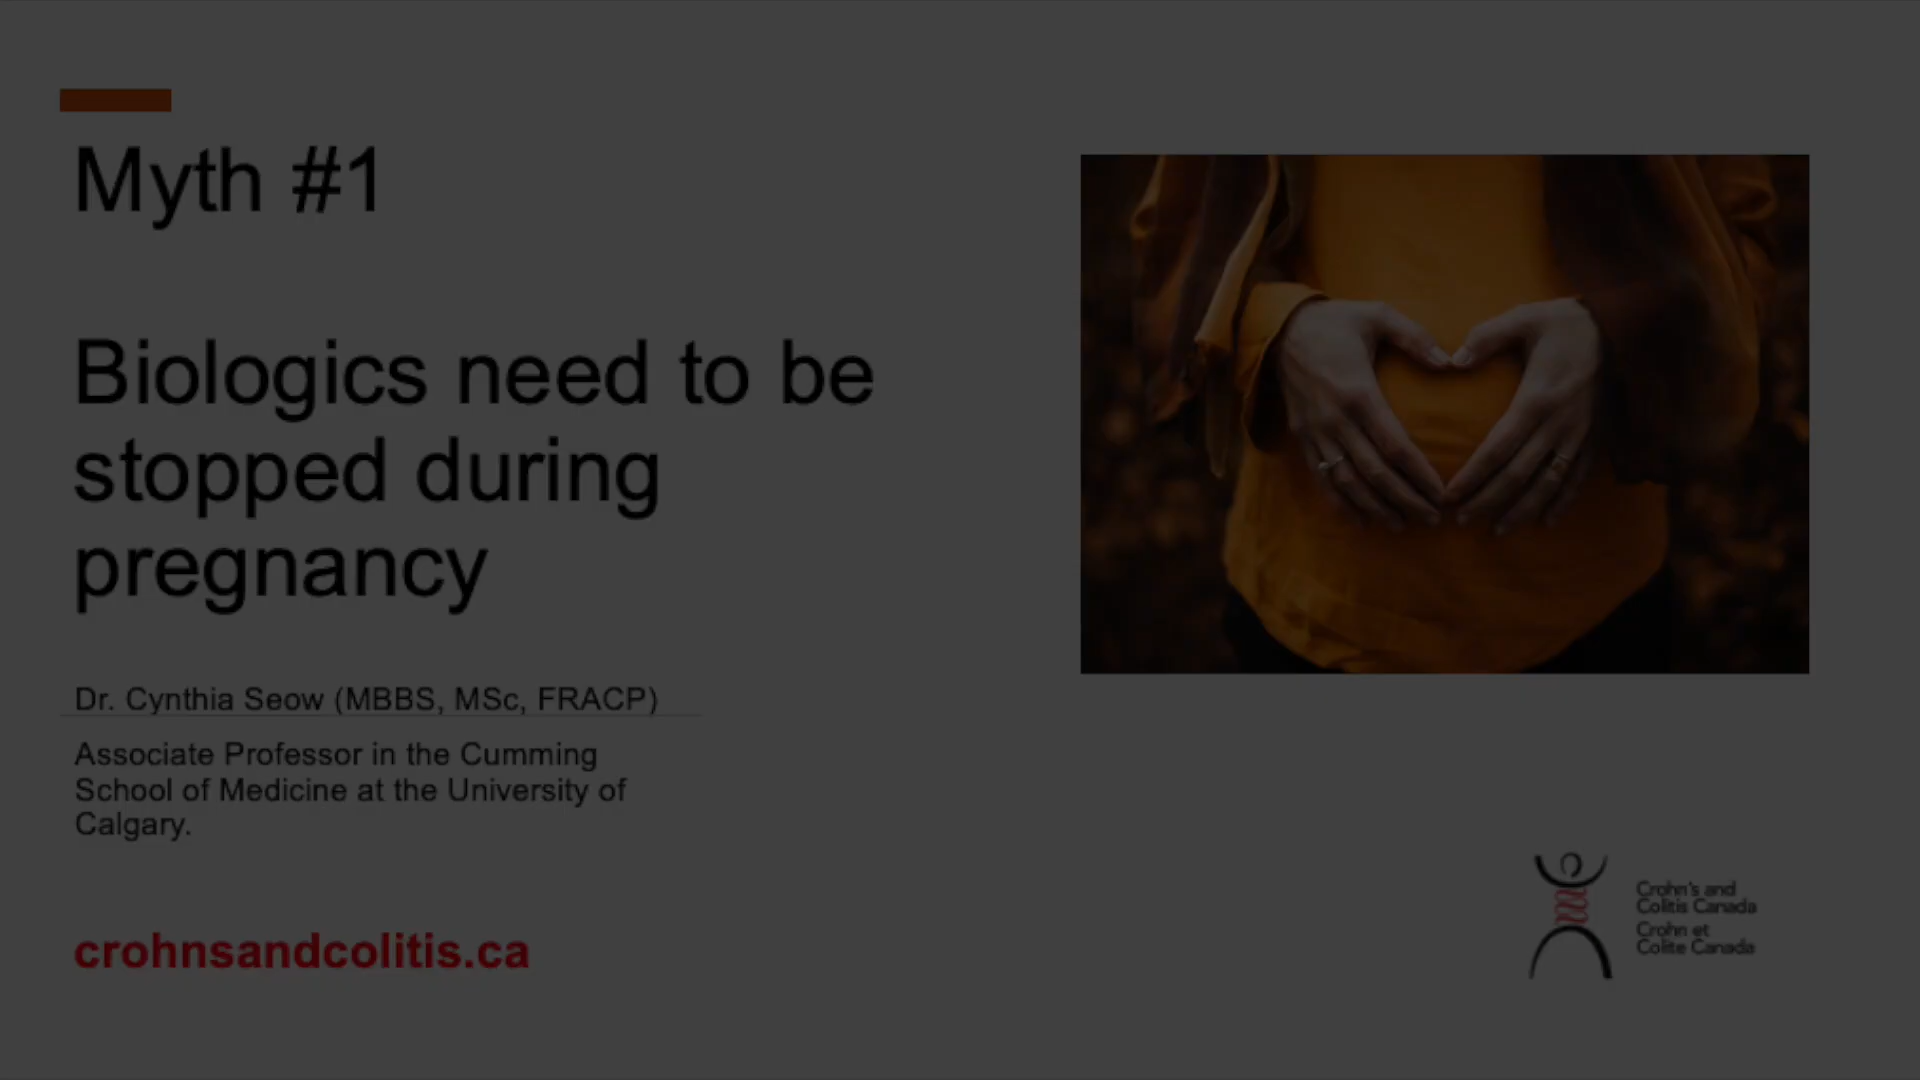 Myth #1
Biologics need to be
stopped during
pregnancy
Dr. Cynthia Seow (MBBS, MSc, FRACP)
Associate Professor in the Cumming
School of Medicine at the University of
Calgary.
crohnsandcolitis.ca
Crohn's and
Colitis Canada
Crohn et
Colite Canada